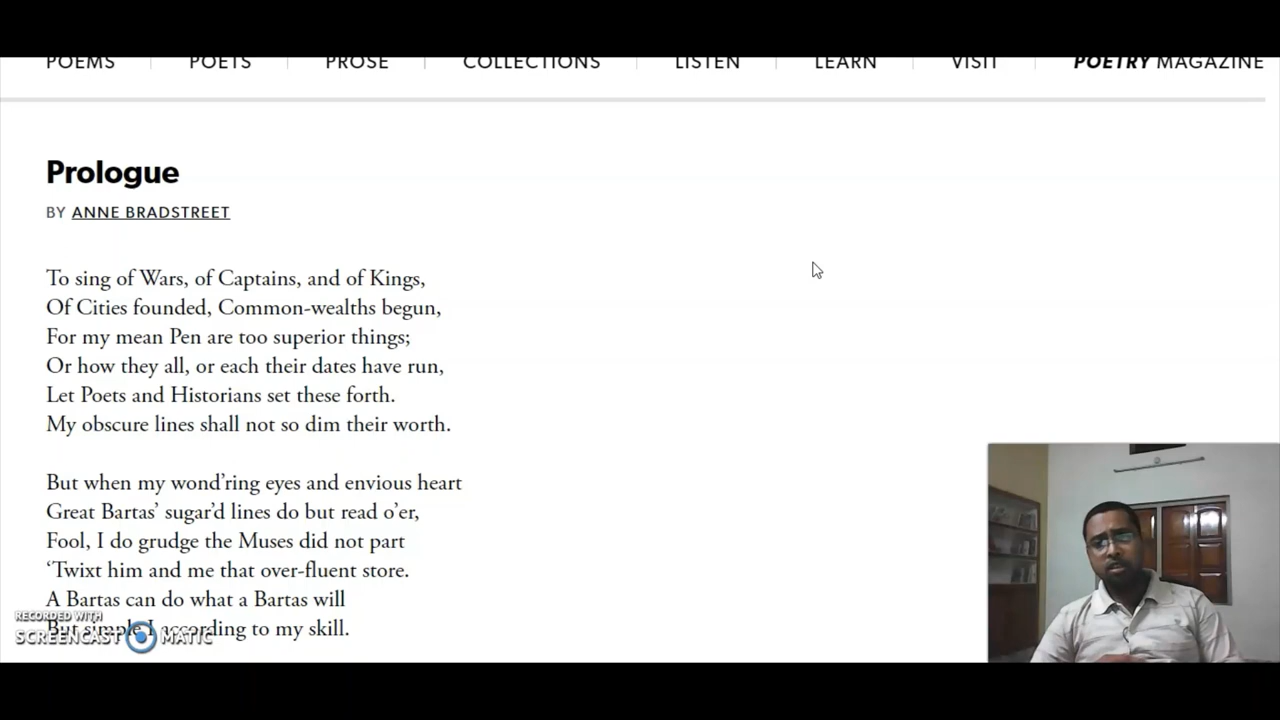 POEMS POETS PROSE COLLECTIONS LISTEN LEARN VISIT POETRY MAGAZINE
Prologue
BY ANNE BRADSTREET
To sing of Wars, of Captains, and of Kings,
Of Cities founded, Common-wealths begun,
For my mean Pen are too superior things;
Or how they all, or each their dates have run,
Let Poets and Historians set these forth.
My obscure lines shall not so dim their worth.
But when my wond’ring eyes and envious heart
Great Bartas’ sugar’d lines do but read o’er,
Fool, I do grudge the Muses did not part
‘Twixt him and me that over-fluent store.
A Bartas can do what a Bartas will
But simple I according to my skill.
RECORDED WITH
SCREENCAST MATIC